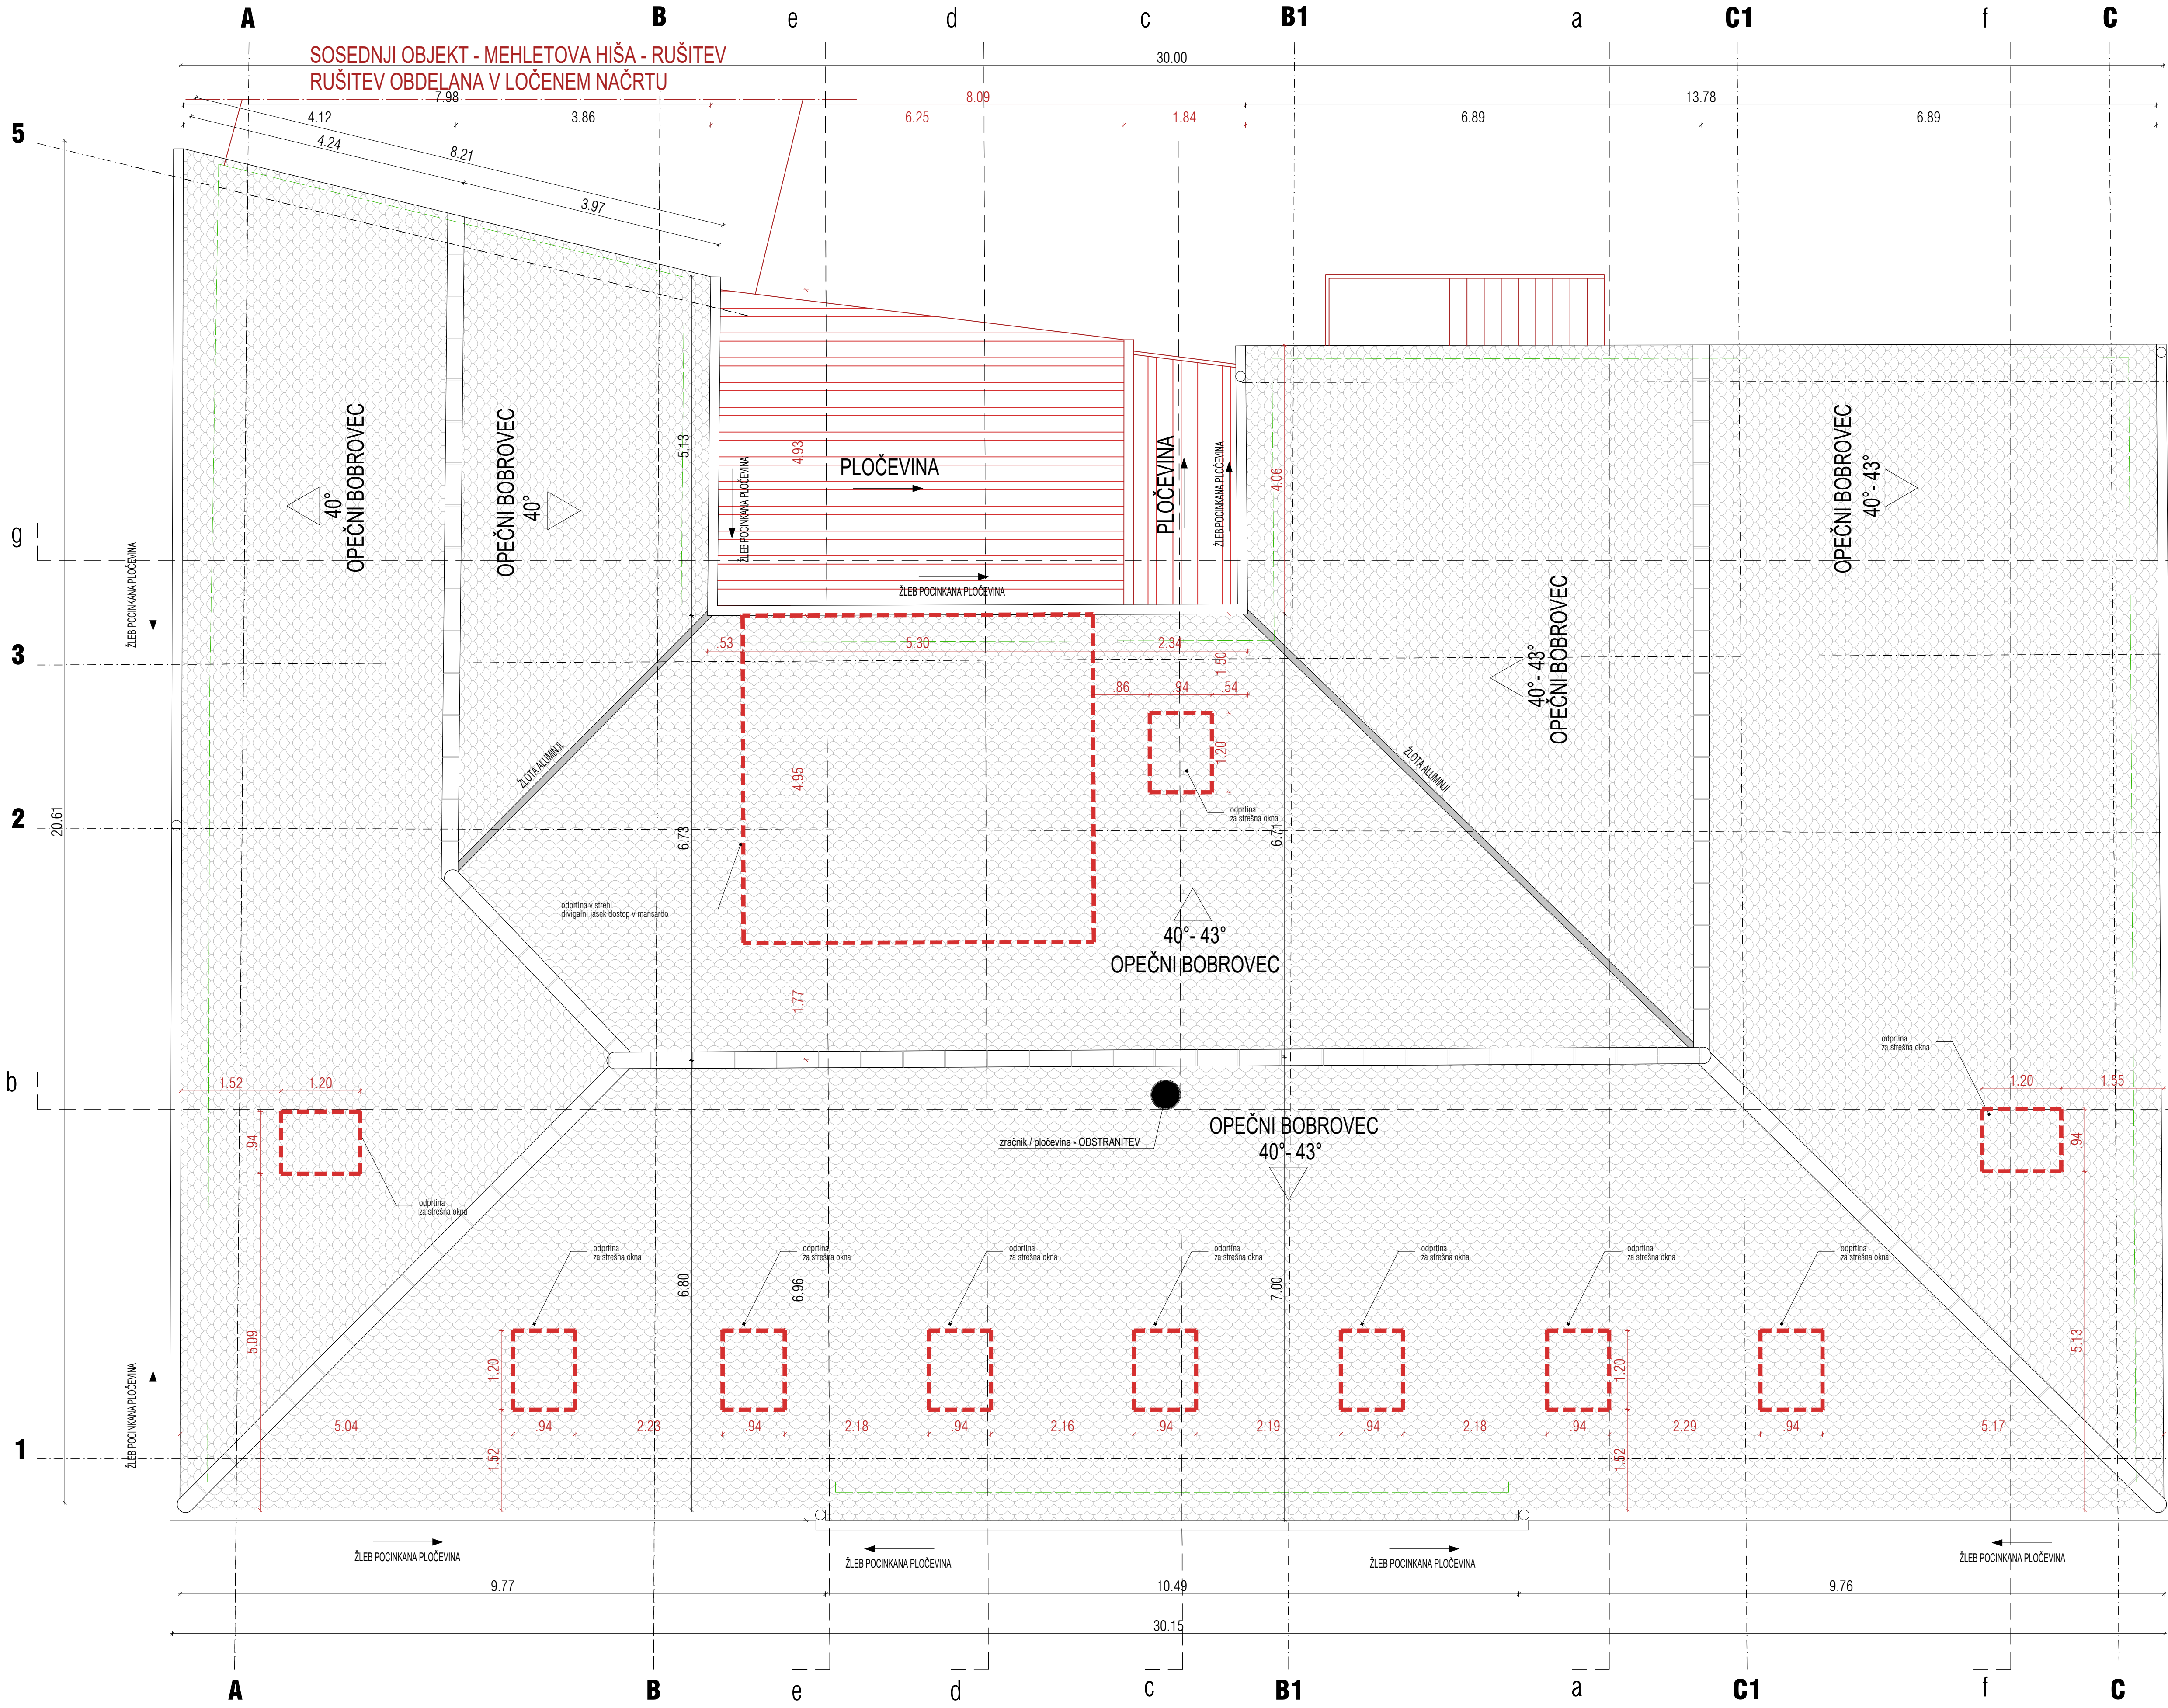 A
B
e
d
c
B1
a
C1
f
C
SOSEDNJI OBJEKT - MEHLETOVA HIŠA - RUŠITEV
RUŠITEV OBDELANA V LOČENEM NAČRTU
30.00
7.98
8.09
13.78
4.12
3.86
6.25
1.84
6.89
6.89
5
4.24
8.21
3.97
OPEČNI BOBROVEC
40°
OPEČNI BOBROVEC
40°
5.13
4.93
PLOČEVINA
ŽLEB POCINKANA PLOČEVINA
PLOČEVINA
ŽLEB POCINKANA PLOČEVINA
4.06
OPEČNI BOBROVEC
40°- 43°
g
ŽLEB POCINKANA PLOČEVINA
ŽLEB POCINKANA PLOČEVINA
40°- 43°
OPEČNI BOBROVEC
3
.53
5.30
2.34
1.50
.86
.94
.54
1.20
ŽLOTA ALUMINJI
ŽLOTA ALUMINJI
4.95
odprtina
za strešna okna
2
20.61
6.73
6.71
odprtina v strehi
divigalni jasek dostop v mansardo
40°- 43°
OPEČNI BOBROVEC
1.77
odprtina
za strešna okna
b
1.52
1.20
1.20
1.55
.94
.94
OPEČNI BOBROVEC
40°- 43°
zračnik / pločevina - ODSTRANITEV
odprtina
za strešna okna
odprtina
za strešna okna
odprtina
za strešna okna
odprtina
za strešna okna
odprtina
za strešna okna
odprtina
za strešna okna
odprtina
za strešna okna
odprtina
za strešna okna
6.80
6.96
7.00
5.09
5.13
1.20
1.20
ŽLEB POCINKANA PLOČEVINA
5.04
.94
2.23
.94
2.18
.94
2.16
.94
2.19
.94
2.18
.94
2.29
.94
5.17
1.52
1.52
1
ŽLEB POCINKANA PLOČEVINA
ŽLEB POCINKANA PLOČEVINA
ŽLEB POCINKANA PLOČEVINA
ŽLEB POCINKANA PLOČEVINA
9.77
10.49
9.76
30.15
A
B
e
d
c
B1
a
C1
f
C